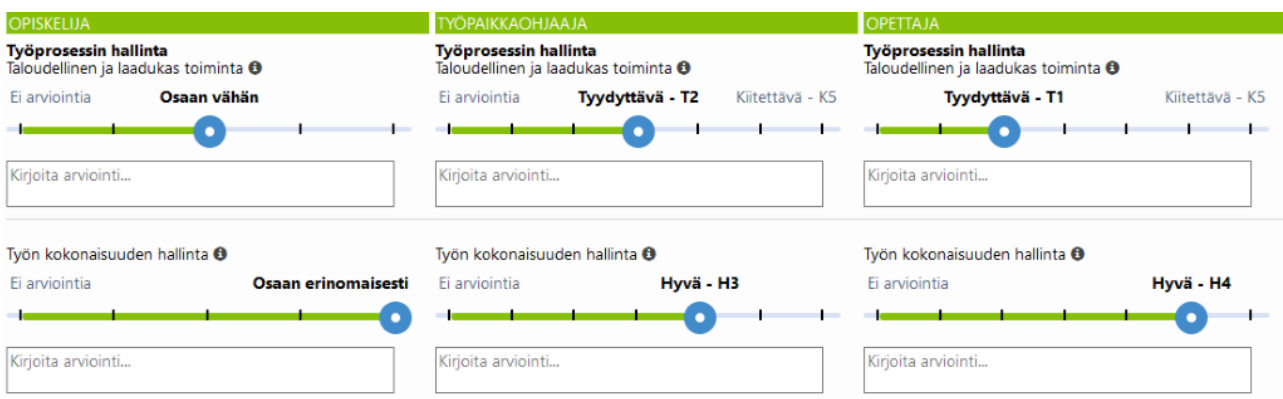 OPISKELIJA
TYÖPAIKKAOHJAAJA
OPETTAJA
Työprosessin hallinta
Taloudellinen ja laadukas toiminta
Työprosessin hallinta
Taloudellinen ja laadukas toiminta
Työprosessin hallinta
Taloudellinen ja laadukas toiminta
Ei arviointia Osaan vähän
Ei arviointia Tyydyttävä - T2 Kiitettävä - K5
Tyydyttävä - T1 Kiitettävä - K5
Kirjoita arviointi...
Kirjoita arviointi...
Kirjoita arviointi...
Työn kokonaisuuden hallinta
Työn kokonaisuuden hallinta
Työn kokonaisuuden hallinta
Ei arviointia Osaan erinomaisesti
Ei arviointia Hyvä - H3
Ei arviointia Hyvä - H4
Kirjoita arviointi...
Kirjoita arviointi...
Kirjoita arviointi...